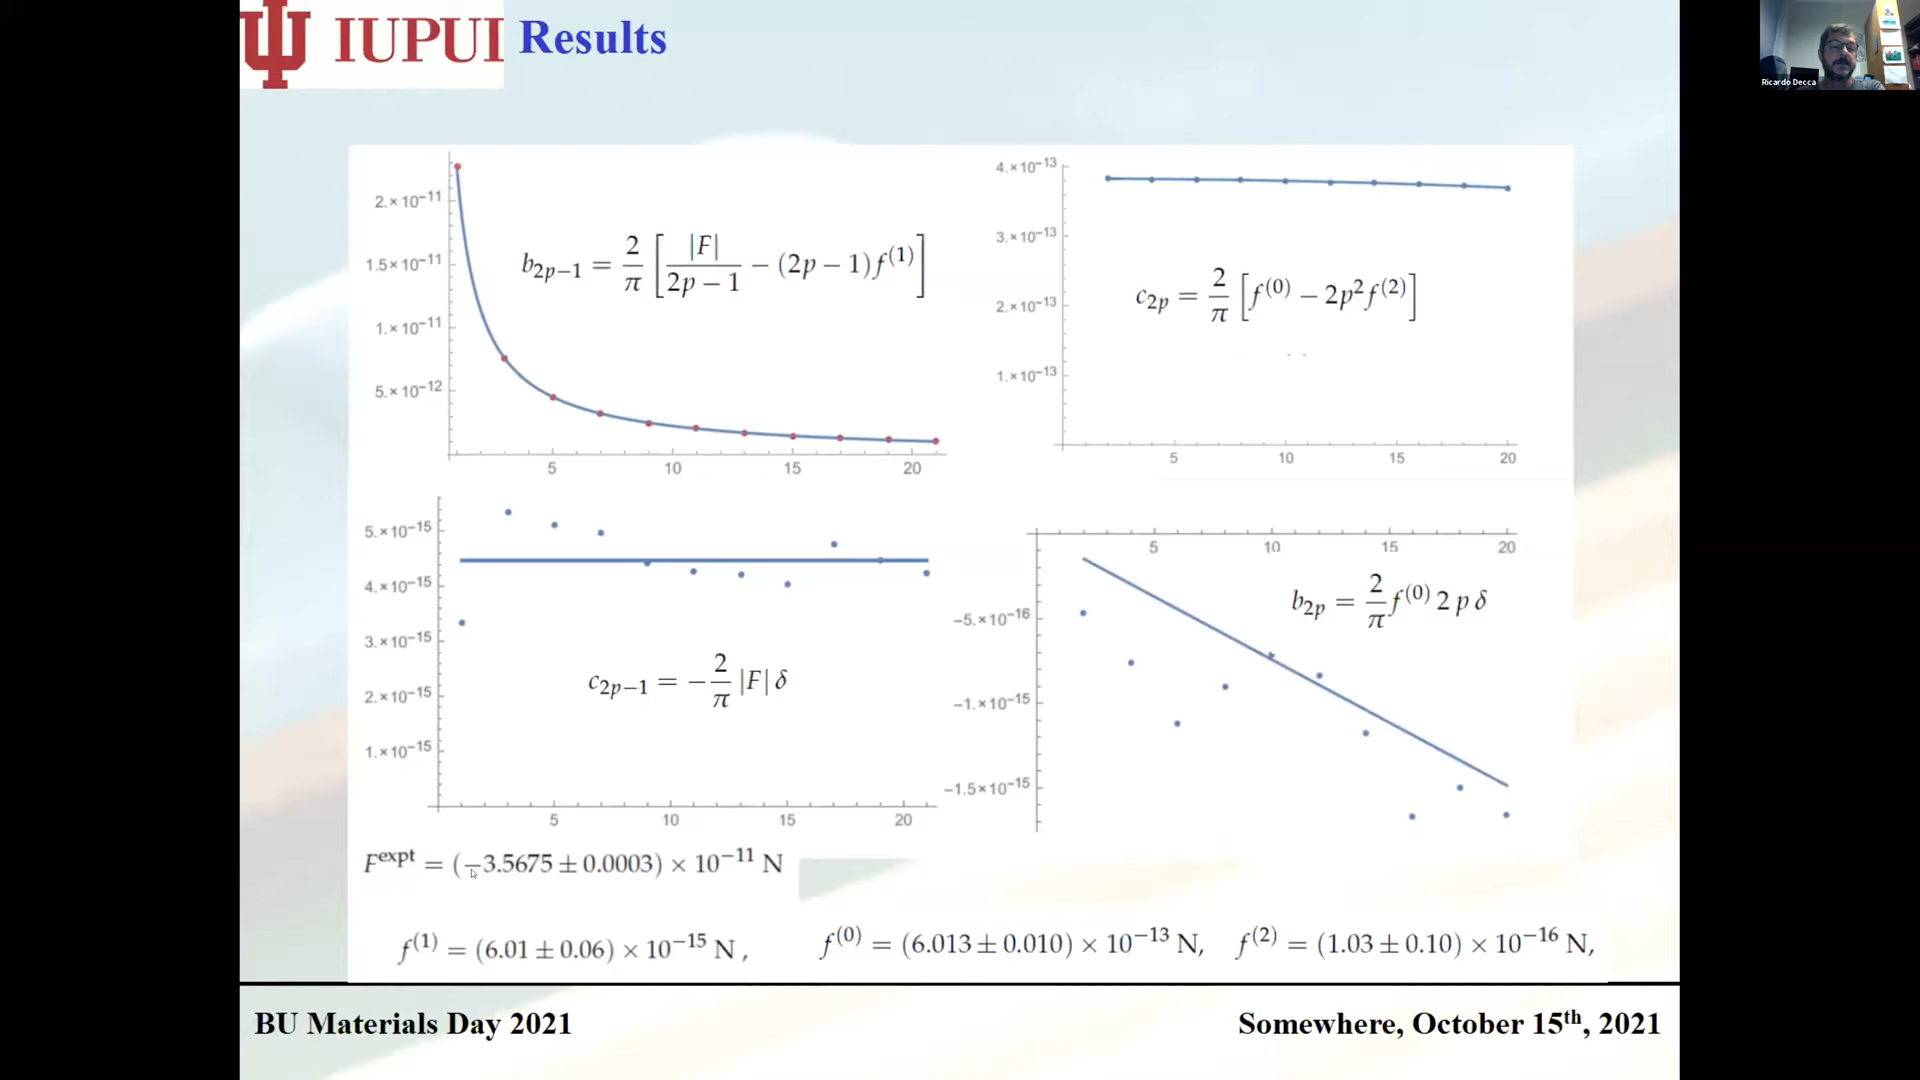 IUPUI Results
Ricardo Decca
2.×10⁻¹¹
1.5×10⁻¹¹
1.×10⁻¹¹
5.×10⁻¹²
5 10 15 20
b₂ₚ₋₁ = 2/π [ |F|/(2p − 1) − (2p − 1)f⁽¹⁾ ]
4.×10⁻¹³
3.×10⁻¹³
2.×10⁻¹³
1.×10⁻¹³
5 10 15 20
c₂ₚ = 2/π [ f⁽⁰⁾ − 2p²f⁽²⁾ ]
5.×10⁻¹⁵
4.×10⁻¹⁵
3.×10⁻¹⁵
2.×10⁻¹⁵
1.×10⁻¹⁵
5 10 15 20
c₂ₚ₋₁ = − 2/π |F| δ
5 10 15 20
−5.×10⁻¹⁶
−1.×10⁻¹⁵
−1.5×10⁻¹⁵
b₂ₚ = 2/π f⁽⁰⁾ 2 p δ
Fᵉˣᵖᵗ = (−3.5675 ± 0.0003) × 10⁻¹¹ N
f⁽¹⁾ = (6.01 ± 0.06) × 10⁻¹⁵ N , f⁽⁰⁾ = (6.013 ± 0.010) × 10⁻¹³ N, f⁽²⁾ = (1.03 ± 0.10) × 10⁻¹⁶ N,
BU Materials Day 2021
Somewhere, October 15ᵗʰ, 2021